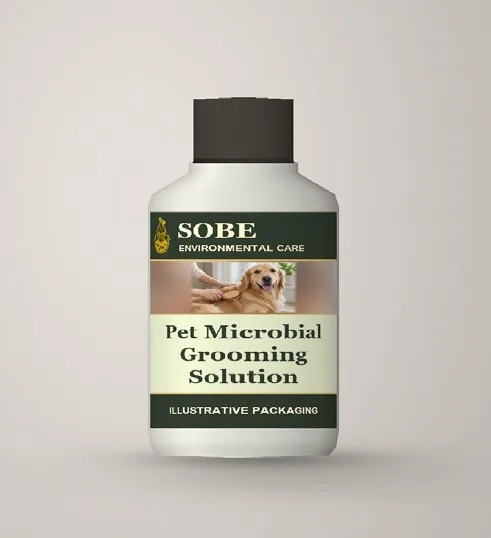 SOBE
ENVIRONMENTAL CARE
Pet Microbial
Grooming
Solution
ILLUSTRATIVE PACKAGING